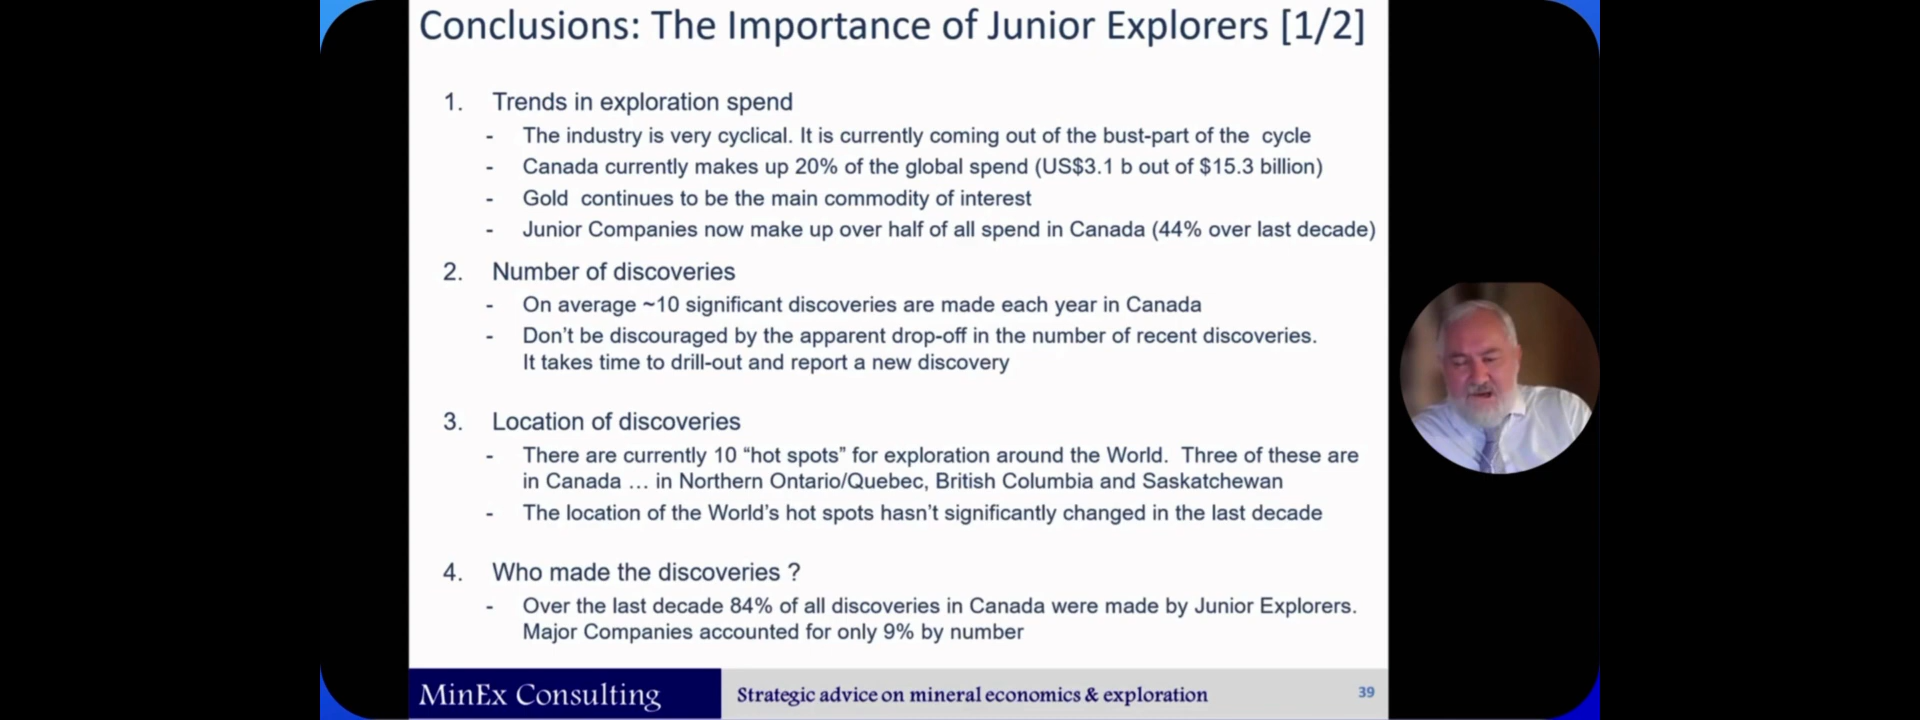 Conclusions: The Importance of Junior Explorers [1/2]
1. Trends in exploration spend
- The industry is very cyclical. It is currently coming out of the bust-part of the cycle
- Canada currently makes up 20% of the global spend (US$3.1 b out of $15.3 billion)
- Gold continues to be the main commodity of interest
- Junior Companies now make up over half of all spend in Canada (44% over last decade)
2. Number of discoveries
- On average ~10 significant discoveries are made each year in Canada
- Don't be discouraged by the apparent drop-off in the number of recent discoveries.
It takes time to drill-out and report a new discovery
3. Location of discoveries
- There are currently 10 “hot spots” for exploration around the World. Three of these are
in Canada … in Northern Ontario/Quebec, British Columbia and Saskatchewan
- The location of the World's hot spots hasn't significantly changed in the last decade
4. Who made the discoveries ?
- Over the last decade 84% of all discoveries in Canada were made by Junior Explorers.
Major Companies accounted for only 9% by number
MinEx Consulting
Strategic advice on mineral economics & exploration
39